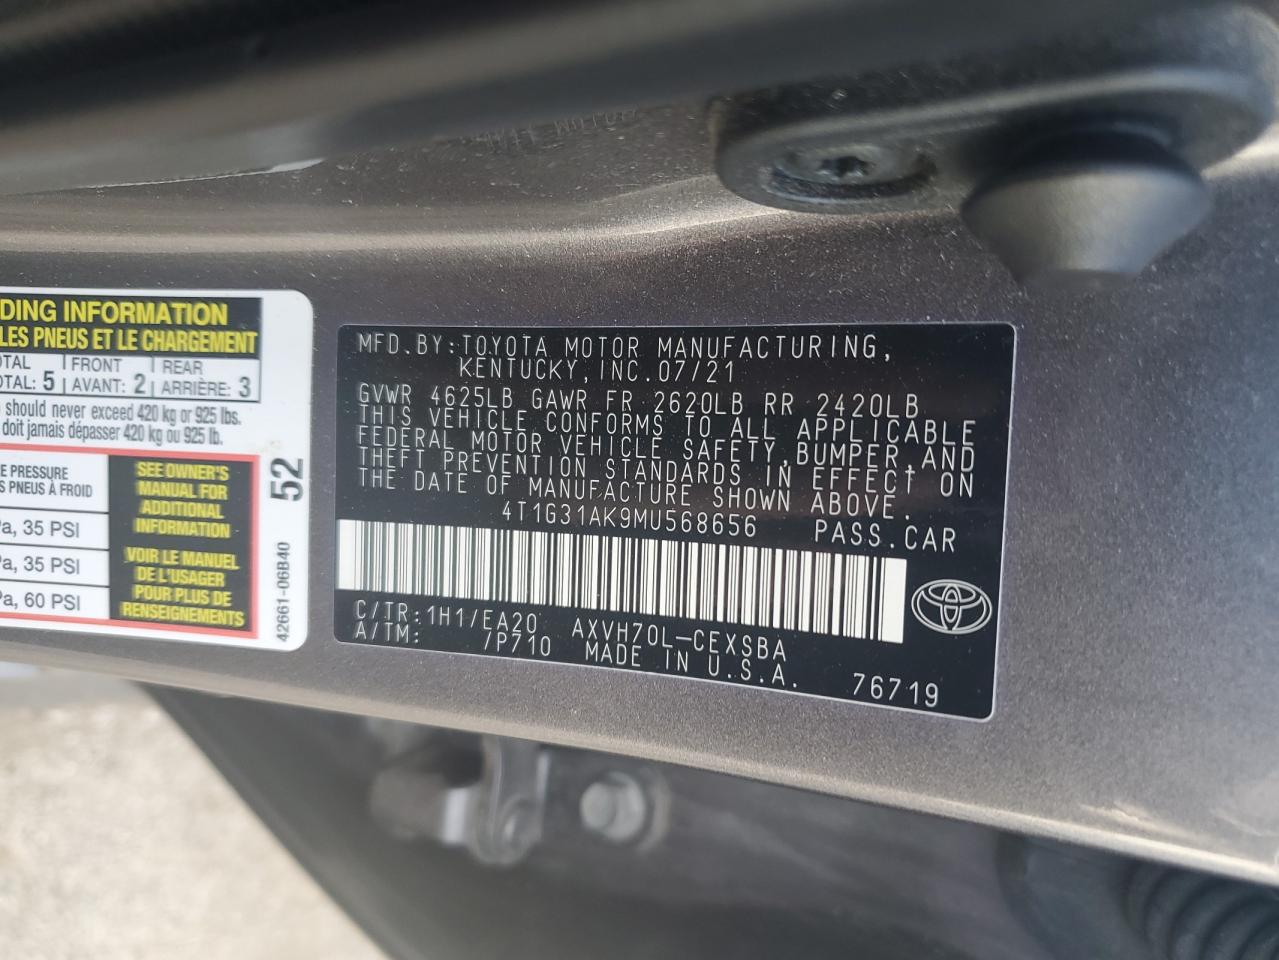 DING INFORMATION
LES PNEUS ET LE CHARGEMENT
OTAL FRONT REAR
TAL: 5 AVANT: 2 ARRIÈRE: 3
should never exceed 420 kg or 925 lbs.
doit jamais dépasser 420 kg ou 925 lb.
E PRESSURE
S PNEUS À FROID
Pa, 35 PSI
Pa, 35 PSI
Pa, 60 PSI
SEE OWNER'S
MANUAL FOR
ADDITIONAL
INFORMATION
VOIR LE MANUEL
DE L'USAGER
POUR PLUS DE
RENSEIGNEMENTS
52
42661-06B40
MFD.BY:TOYOTA MOTOR MANUFACTURING,
KENTUCKY,INC.07/21
GVWR 4625LB GAWR FR 2620LB RR 2420LB
THIS VEHICLE CONFORMS TO ALL APPLICABLE
FEDERAL MOTOR VEHICLE SAFETY,BUMPER,AND
THEFT PREVENTION STANDARDS IN EFFECT ON
THE DATE OF MANUFACTURE SHOWN ABOVE.
4T1G31AK9MU568656 PASS.CAR
C/TR:1H1/EA20 AXVH70L-CEXSBA
A/TM: /P710 MADE IN U.S.A. 76719